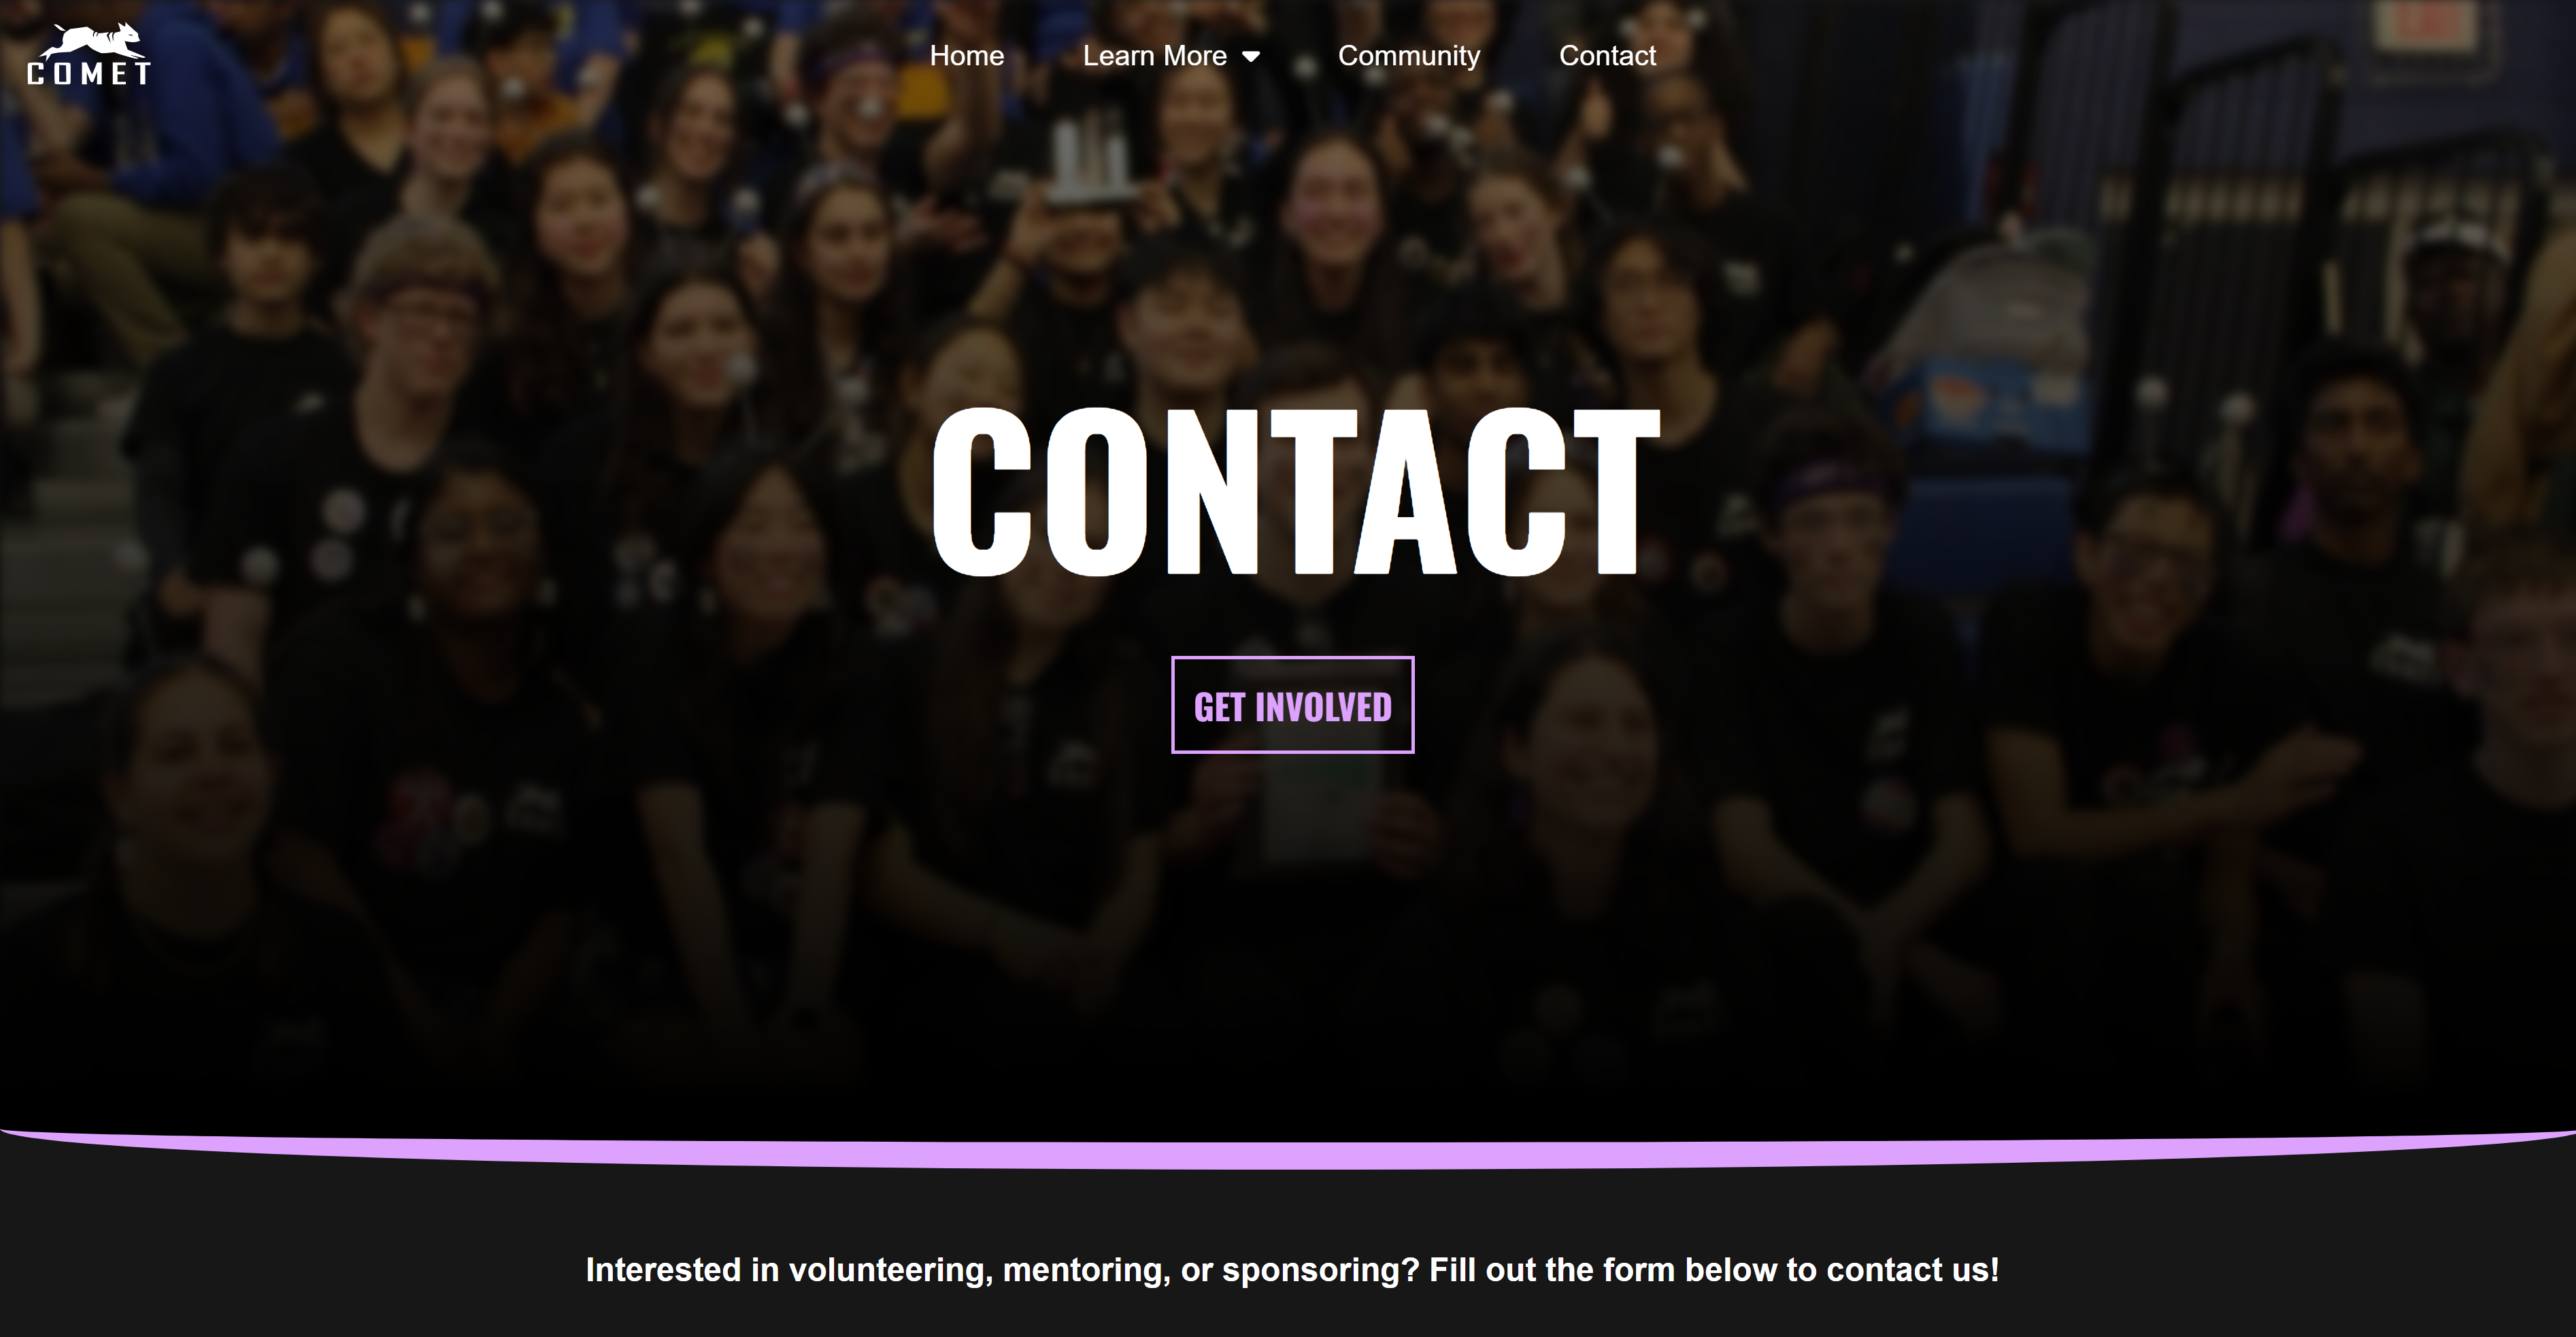 COMET
Home Learn More Community Contact
CONTACT
GET INVOLVED
Interested in volunteering, mentoring, or sponsoring? Fill out the form below to contact us!